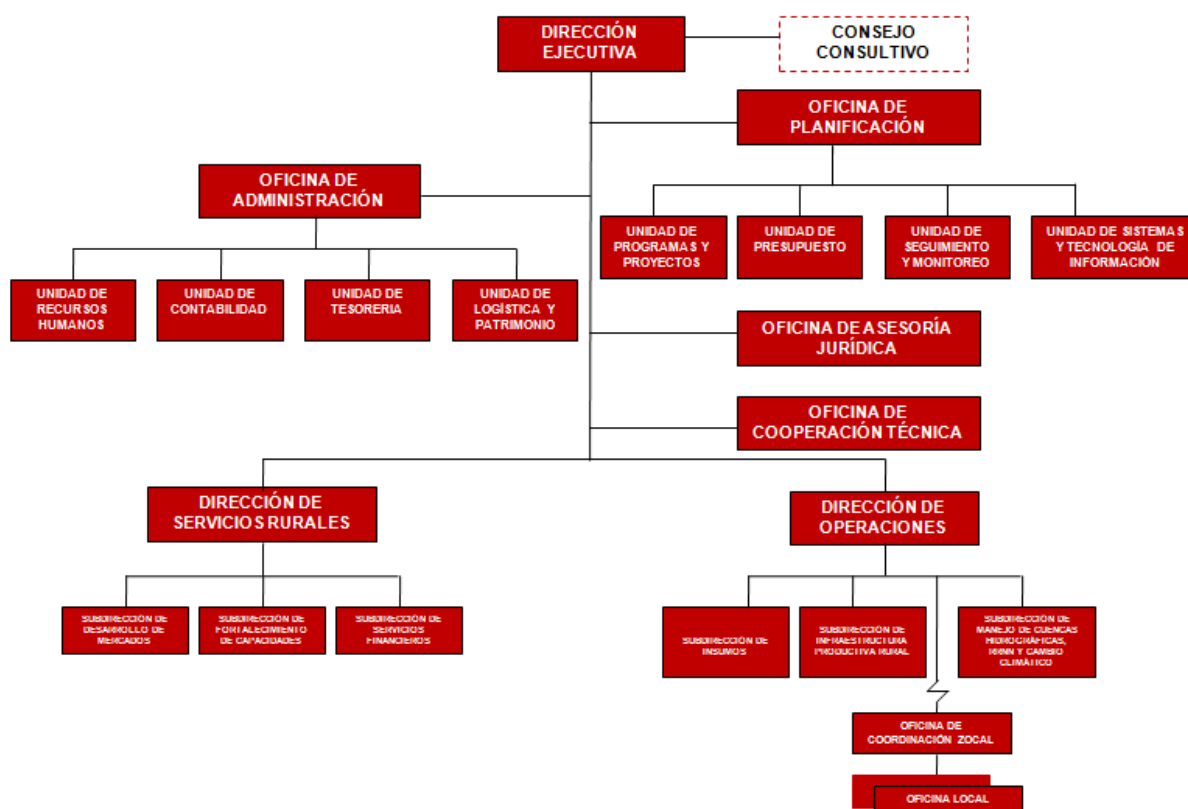 DIRECCIÓN
EJECUTIVA
CONSEJO
CONSULTIVO
OFICINA DE
PLANIFICACIÓN
OFICINA DE
ADMINISTRACIÓN
UNIDAD DE
PROGRAMAS Y
PROYECTOS
UNIDAD DE
PRESUPUESTO
UNIDAD DE
SEGUIMIENTO
Y MONITOREO
UNIDAD DE SISTEMAS
Y TECNOLOGÍA DE
INFORMACIÓN
UNIDAD DE
RECURSOS
HUMANOS
UNIDAD DE
CONTABILIDAD
UNIDAD DE
TESORERIA
UNIDAD DE
LOGÍSTICA Y
PATRIMONIO
OFICINA DE ASESORÍA
JURÍDICA
OFICINA DE
COOPERACIÓN TÉCNICA
DIRECCIÓN DE
SERVICIOS RURALES
DIRECCIÓN DE
OPERACIONES
SUBDIRECCIÓN DE
DESARROLLO DE
MERCADOS
SUBDIRECCIÓN DE
FORTALECIMIENTO
DE CAPACIDADES
SUBDIRECCIÓN DE
SERVICIOS
FINANCIEROS
SUBDIRECCIÓN DE
INSUMOS
SUBDIRECCIÓN DE
INFRAESTRUCTURA
PRODUCTIVA RURAL
SUBDIRECCIÓN DE
MANEJO DE CUENCAS
HIDROGRÁFICAS,
RRNN Y CAMBIO
CLIMÁTICO
OFICINA DE
COORDINACIÓN ZOCAL
OFICINA LOCAL